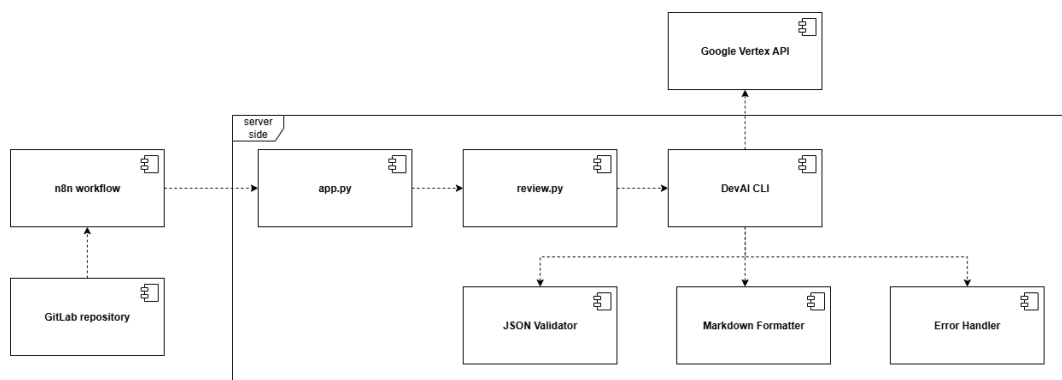 Google Vertex API
server
side
n8n workflow
app.py
review.py
DevAI CLI
GitLab repository
JSON Validator
Markdown Formatter
Error Handler